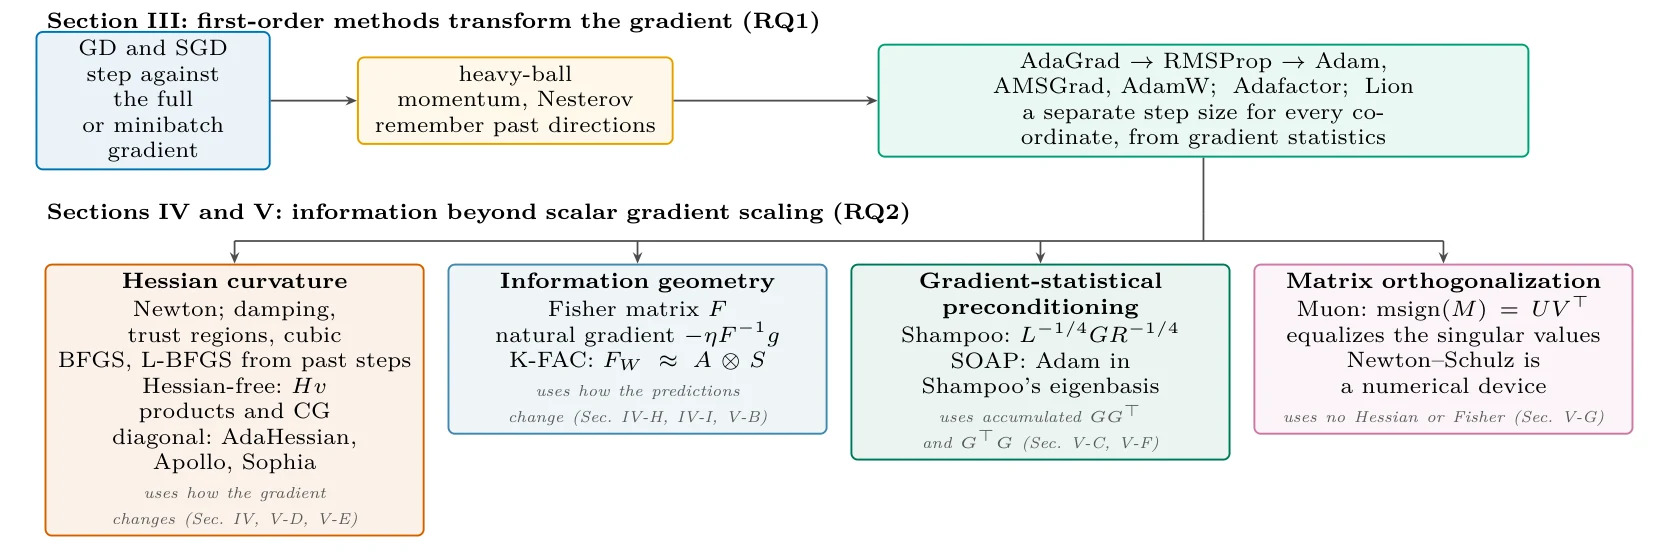 Section III: first-order methods transform the gradient (RQ1)
GD and SGD
step against
the full
or minibatch
gradient
heavy-ball
momentum, Nesterov
remember past directions
AdaGrad → RMSProp → Adam,
AMSGrad, AdamW; Adafactor; Lion
a separate step size for every co-
ordinate, from gradient statistics
Sections IV and V: information beyond scalar gradient scaling (RQ2)
Hessian curvature
Newton; damping,
trust regions, cubic
BFGS, L-BFGS from past steps
Hessian-free: Hv
products and CG
diagonal: AdaHessian,
Apollo, Sophia
uses how the gradient
changes (Sec. IV, V-D, V-E)
Information geometry
Fisher matrix F
natural gradient −ηF⁻¹g
K-FAC: F_W ≈ A ⊗ S
uses how the predictions
change (Sec. IV-H, IV-I, V-B)
Gradient-statistical
preconditioning
Shampoo: L^{−1/4}GR^{−1/4}
SOAP: Adam in
Shampoo's eigenbasis
uses accumulated GG^⊤
and G^⊤G (Sec. V-C, V-F)
Matrix orthogonalization
Muon: msign(M) = UV^⊤
equalizes the singular values
Newton–Schulz is
a numerical device
uses no Hessian or Fisher (Sec. V-G)